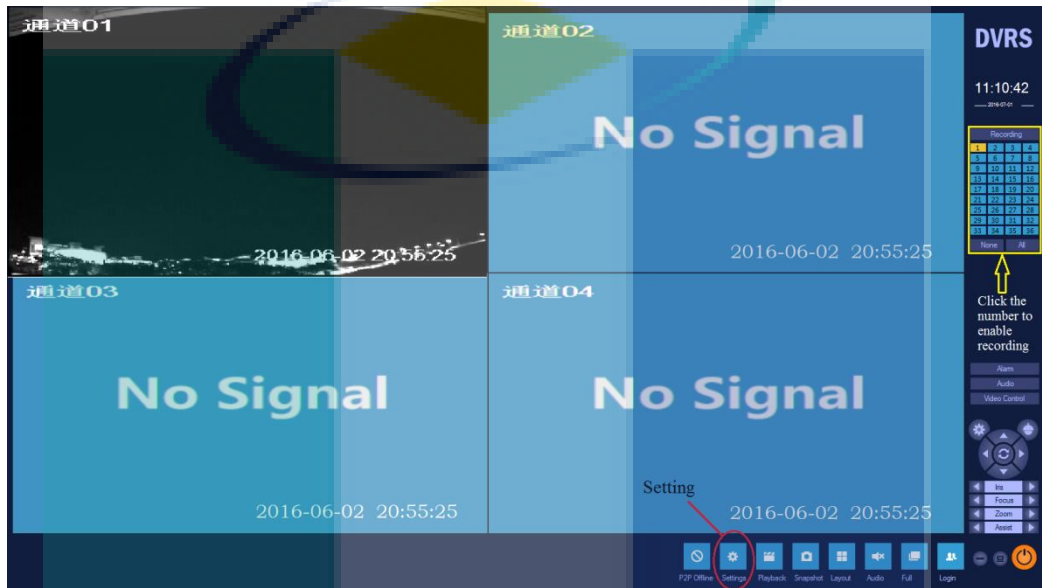 通道01
2016-06-02 20:55:25
通道02
No Signal
2016-06-02 20:55:25
通道03
No Signal
2016-06-02 20:55:25
通道04
No Signal
2016-06-02 20:55:25
DVRS
11:10:42
2016-07-01
Recording
1 2 3 4
5 6 7 8
9 10 11 12
13 14 15 16
17 18 19 20
21 22 23 24
25 26 27 28
29 30 31 32
33 34 35 36
None All
Click the
number to
enable
recording
Alarm
Audio
Video Control
Iris
Focus
Zoom
Assist
Setting
P2P Offline Settings Playback Snapshot Layout Audio Full Login